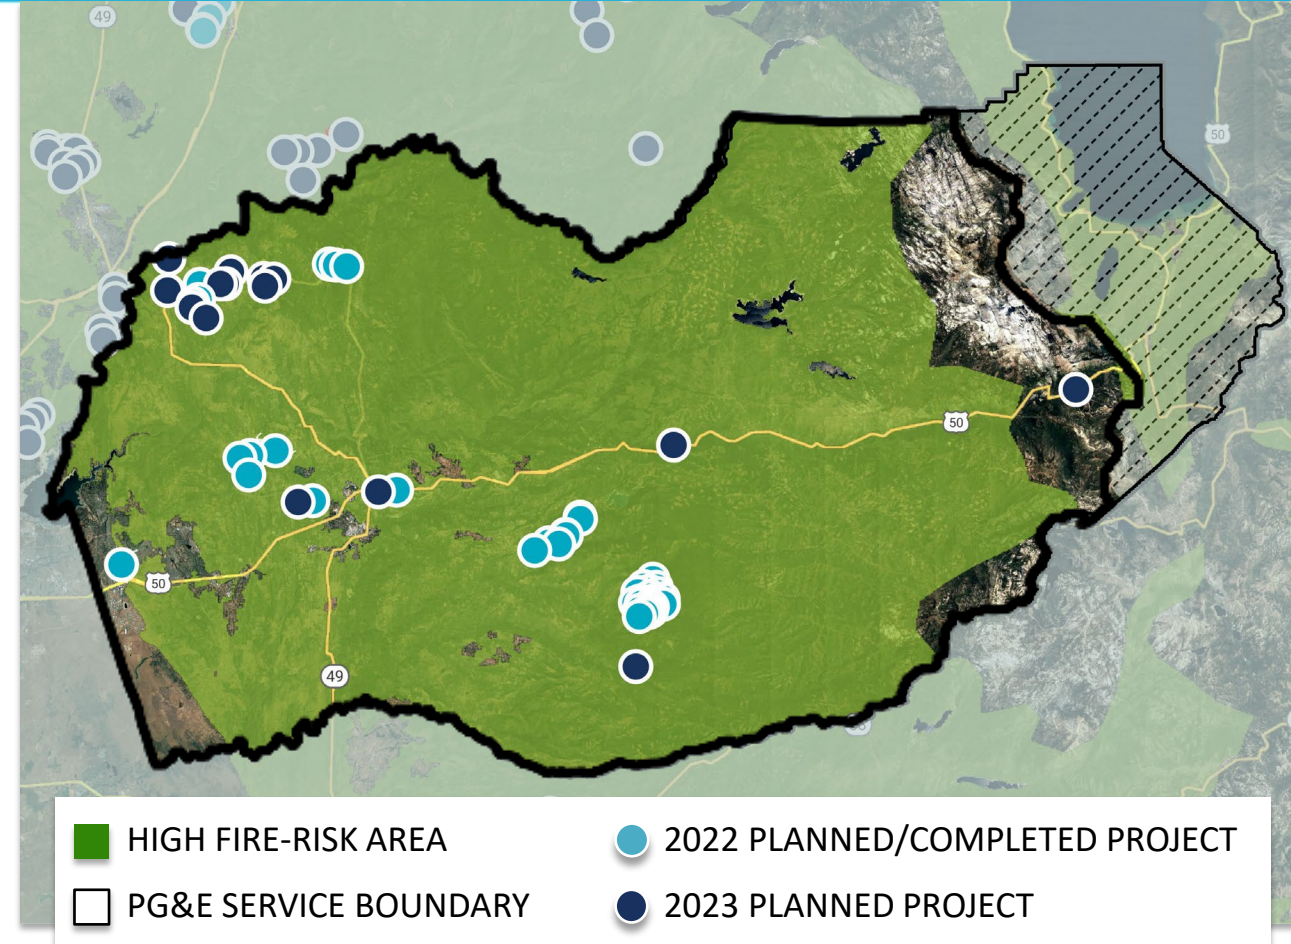 49
50
50
50
49
HIGH FIRE-RISK AREA
2022 PLANNED/COMPLETED PROJECT
PG&E SERVICE BOUNDARY
2023 PLANNED PROJECT